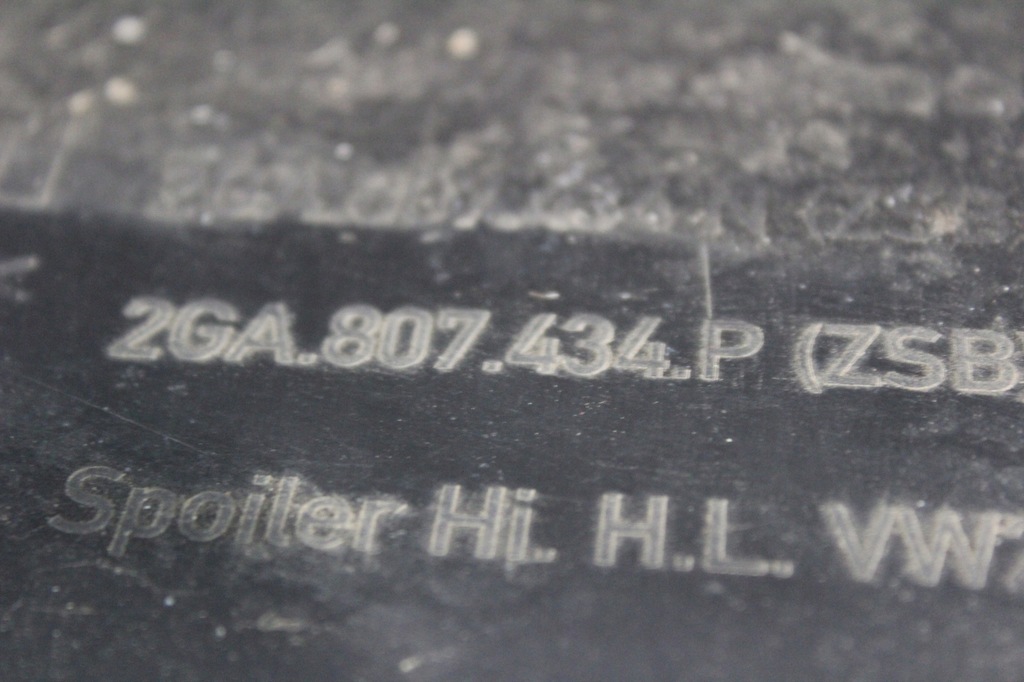 2GA.807.434.P (ZSB)
Spoiler Hi. H.L. VW